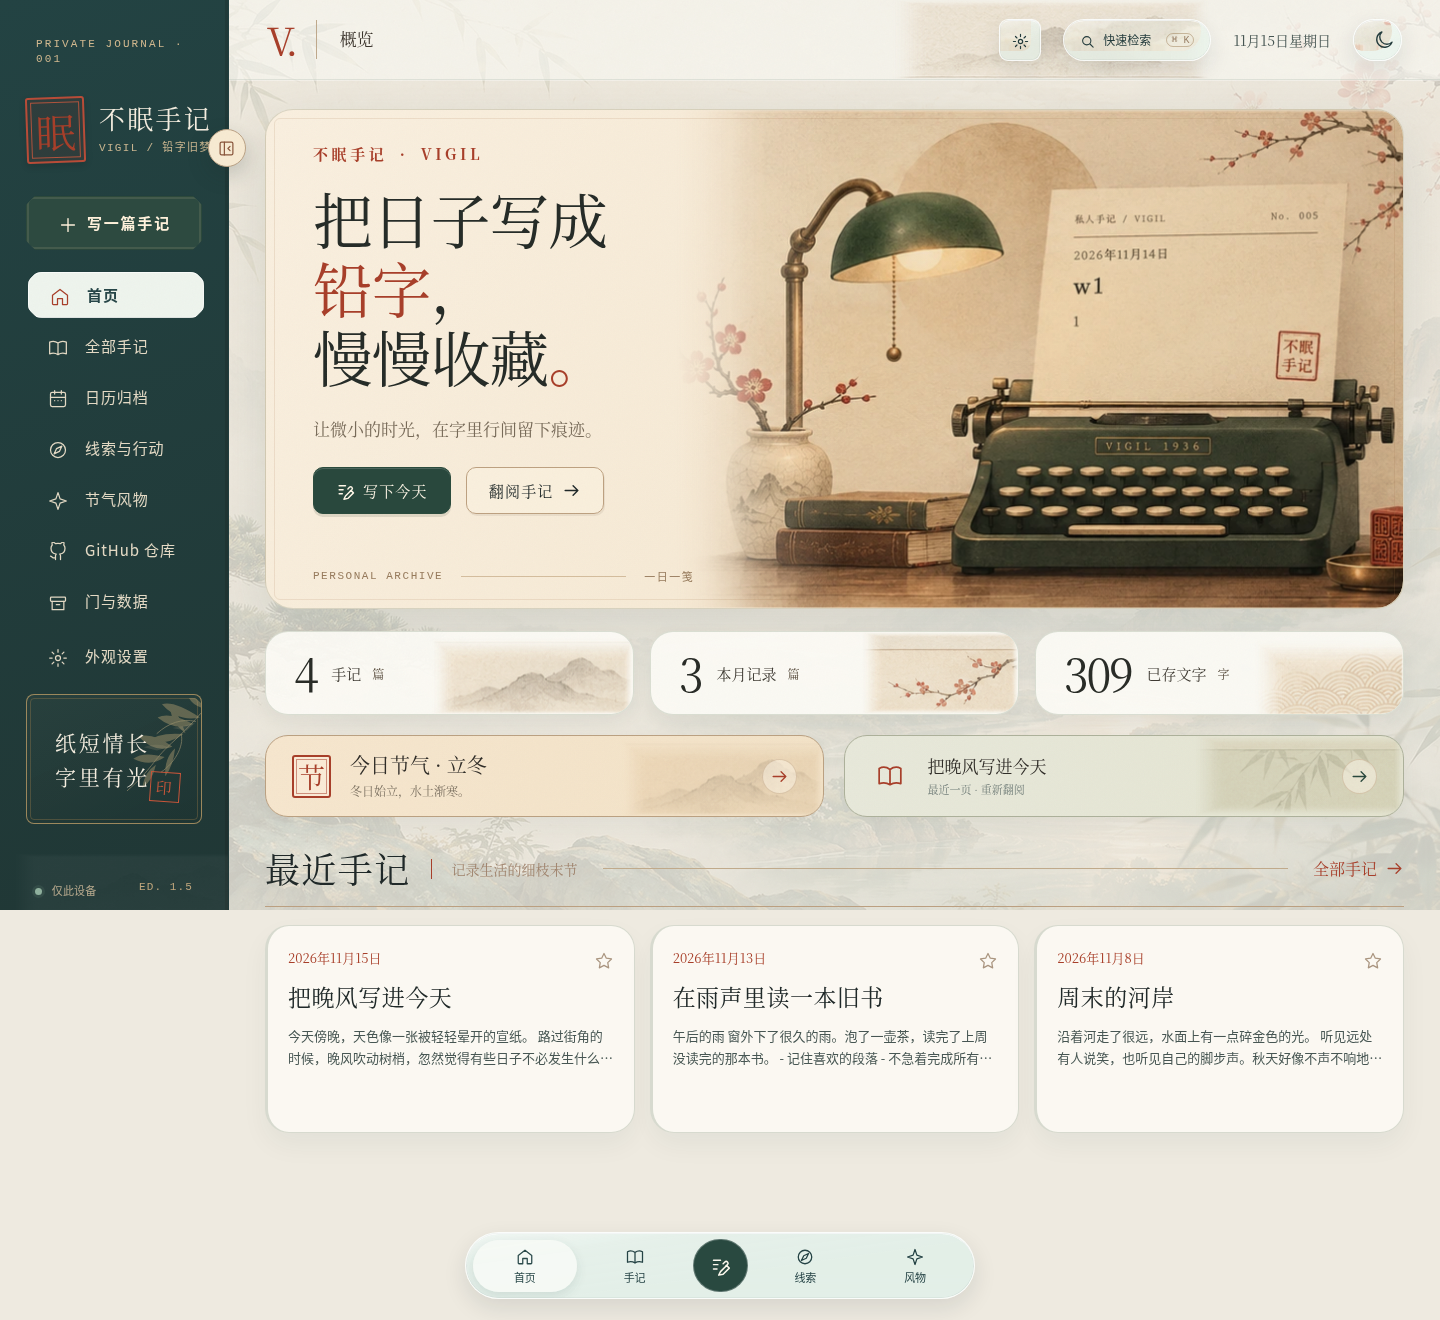 PRIVATE JOURNAL ·
001
眠
不眠手记
VIGIL / 铅字旧梦
写一篇手记
首页
全部手记
日历归档
线索与行动
节气风物
GitHub 仓库
门与数据
外观设置
纸短情长
字里有光
印
仅此设备
ED. 1.5
V.
概览
快速检索
⌘ K
11月15日星期日
不眠手记 · VIGIL
把日子写成
铅字，
慢慢收藏。
让微小的时光，在字里行间留下痕迹。
写下今天
翻阅手记
PERSONAL ARCHIVE
一日一笺
私人手记 / VIGIL
No. 005
2026年11月14日
w1
1
不眠
手记
VIGIL 1936
4 手记 篇
3 本月记录 篇
309 已存文字 字
节
今日节气 · 立冬
冬日始立，水土渐寒。
把晚风写进今天
最近一页 · 重新翻阅
最近手记
记录生活的细枝末节
全部手记
2026年11月15日
把晚风写进今天
今天傍晚，天色像一张被轻轻晕开的宣纸。 路过街角的
时候，晚风吹动树梢，忽然觉得有些日子不必发生什么…
2026年11月13日
在雨声里读一本旧书
午后的雨 窗外下了很久的雨。泡了一壶茶，读完了上周
没读完的那本书。 - 记住喜欢的段落 - 不急着完成所有…
2026年11月8日
周末的河岸
沿着河走了很远，水面上有一点碎金色的光。 听见远处
有人说笑，也听见自己的脚步声。秋天好像不声不响地…
首页
手记
线索
风物